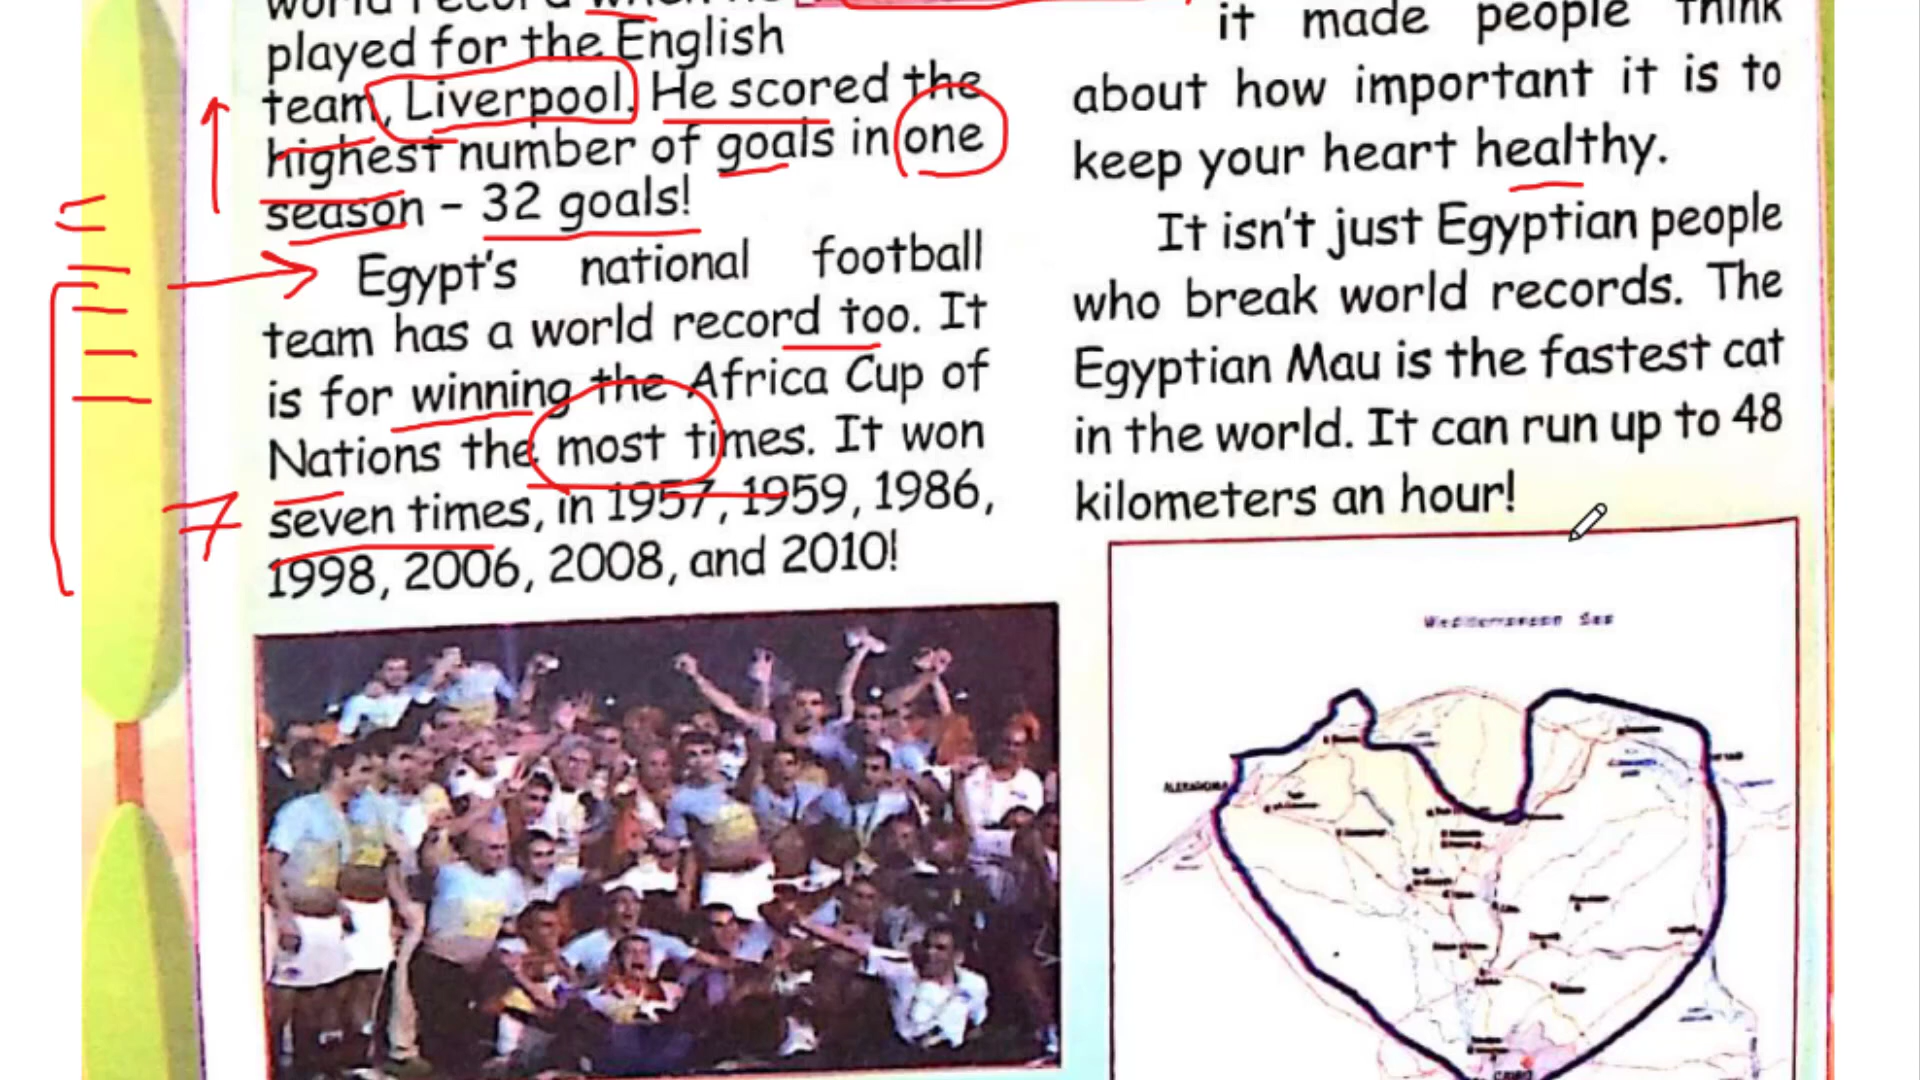 played for the English
team, Liverpool. He scored the
highest number of goals in one
season – 32 goals!
Egypt's national football
team has a world record too. It
is for winning the Africa Cup of
Nations the most times. It won
seven times, in 1957, 1959, 1986,
1998, 2006, 2008, and 2010!
7
it made people think
about how important it is to
keep your heart healthy.
It isn't just Egyptian people
who break world records. The
Egyptian Mau is the fastest cat
in the world. It can run up to 48
kilometers an hour!
Mediterranean Sea
ALEXANDRIA
CAIRO